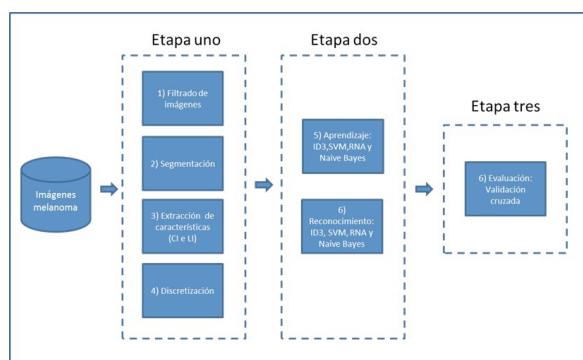 Etapa uno
Etapa dos
Etapa tres
Imágenes
melanoma
1) Filtrado de
imágenes
2) Segmentación
3) Extracción de
características
(CI e LI)
4) Discretización
5) Aprendizaje:
ID3,SVM,RNA y
Naive Bayes
6)
Reconocimiento:
ID3, SVM, RNA y
Naive Bayes
6) Evaluación:
Validación
cruzada